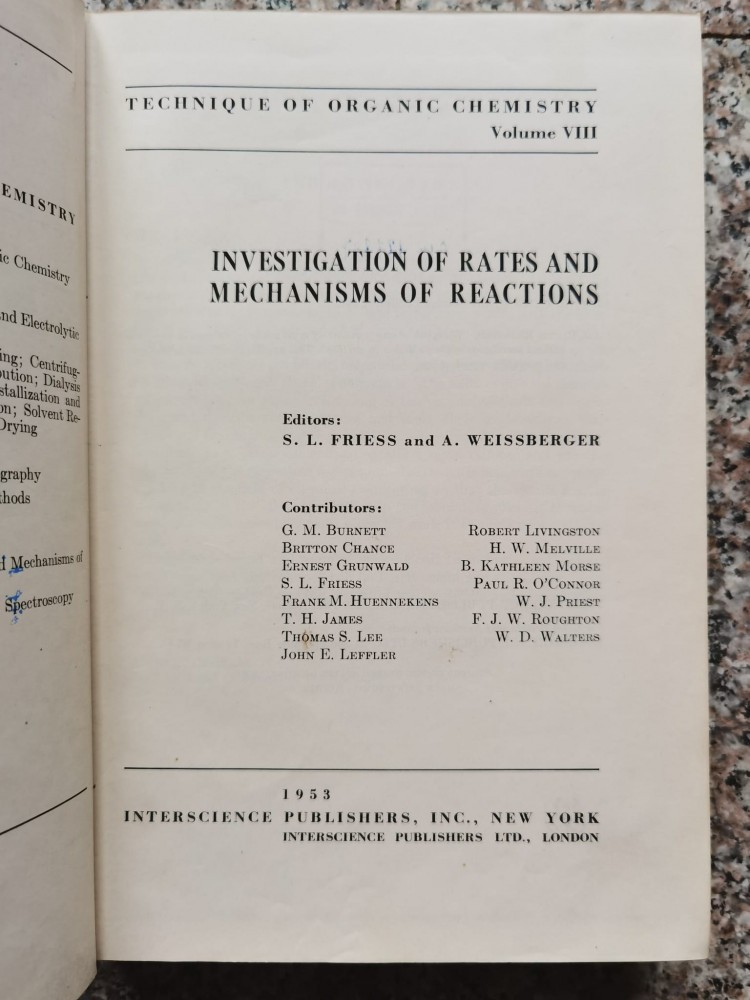 EMISTRY
ic Chemistry
nd Electrolytic
ing; Centrifug-
bution; Dialysis
stallization and
on; Solvent Re-
Drying
graphy
thods
d Mechanisms of
Spectroscopy
TECHNIQUE OF ORGANIC CHEMISTRY
Volume VIII
INVESTIGATION OF RATES AND
MECHANISMS OF REACTIONS
Editors:
S. L. FRIESS and A. WEISSBERGER
Contributors:
G. M. BURNETT
BRITTON CHANCE
ERNEST GRUNWALD
S. L. FRIESS
FRANK M. HUENNEKENS
T. H. JAMES
THOMAS S. LEE
JOHN E. LEFFLER
ROBERT LIVINGSTON
H. W. MELVILLE
B. KATHLEEN MORSE
PAUL R. O'CONNOR
W. J. PRIEST
F. J. W. ROUGHTON
W. D. WALTERS
1953
INTERSCIENCE PUBLISHERS, INC., NEW YORK
INTERSCIENCE PUBLISHERS LTD., LONDON